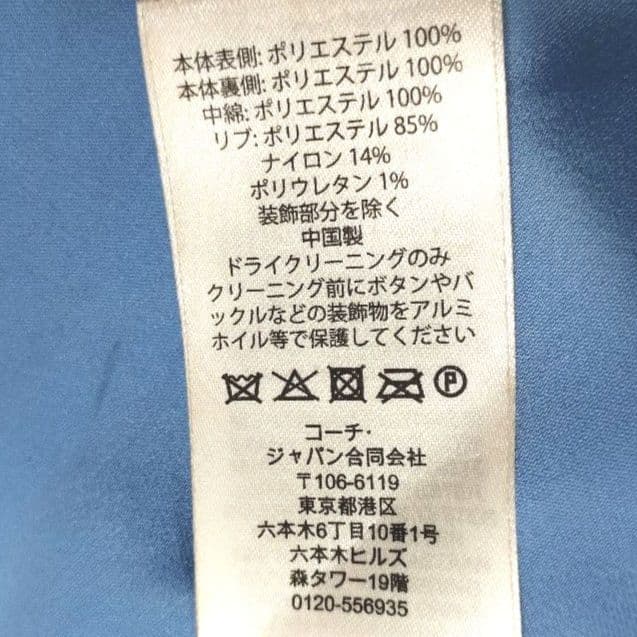 本体表側: ポリエステル 100%
本体裏側: ポリエステル 100%
中綿: ポリエステル 100%
リブ: ポリエステル 85%
ナイロン 14%
ポリウレタン 1%
装飾部分を除く
中国製
ドライクリーニングのみ
クリーニング前にボタンやバ
ックルなどの装飾物をアルミ
ホイル等で保護してください
P
コーチ・
ジャパン合同会社
〒106-6119
東京都港区
六本木6丁目10番1号
六本木ヒルズ
森タワー19階
0120-556935